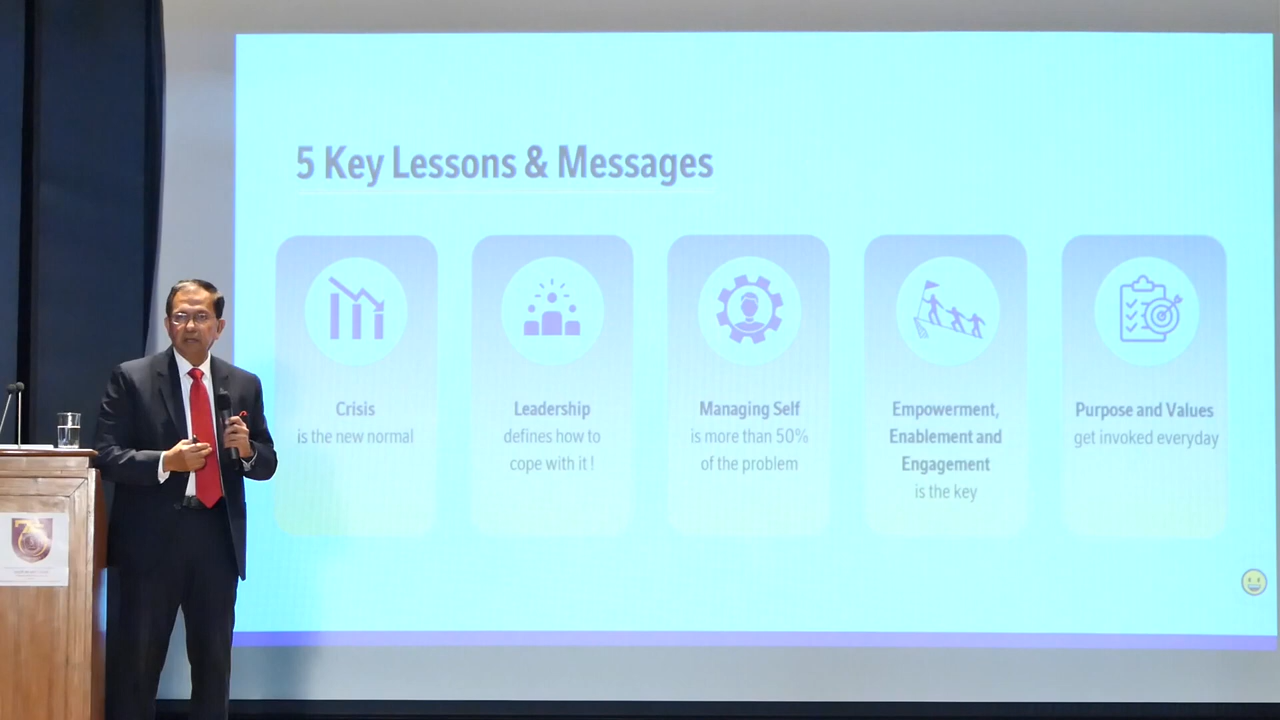 5 Key Lessons & Messages
Crisis
is the new normal
Leadership
defines how to
cope with it !
Managing Self
is more than 50%
of the problem
Empowerment,
Enablement and
Engagement
is the key
Purpose and Values
get invoked everyday
75